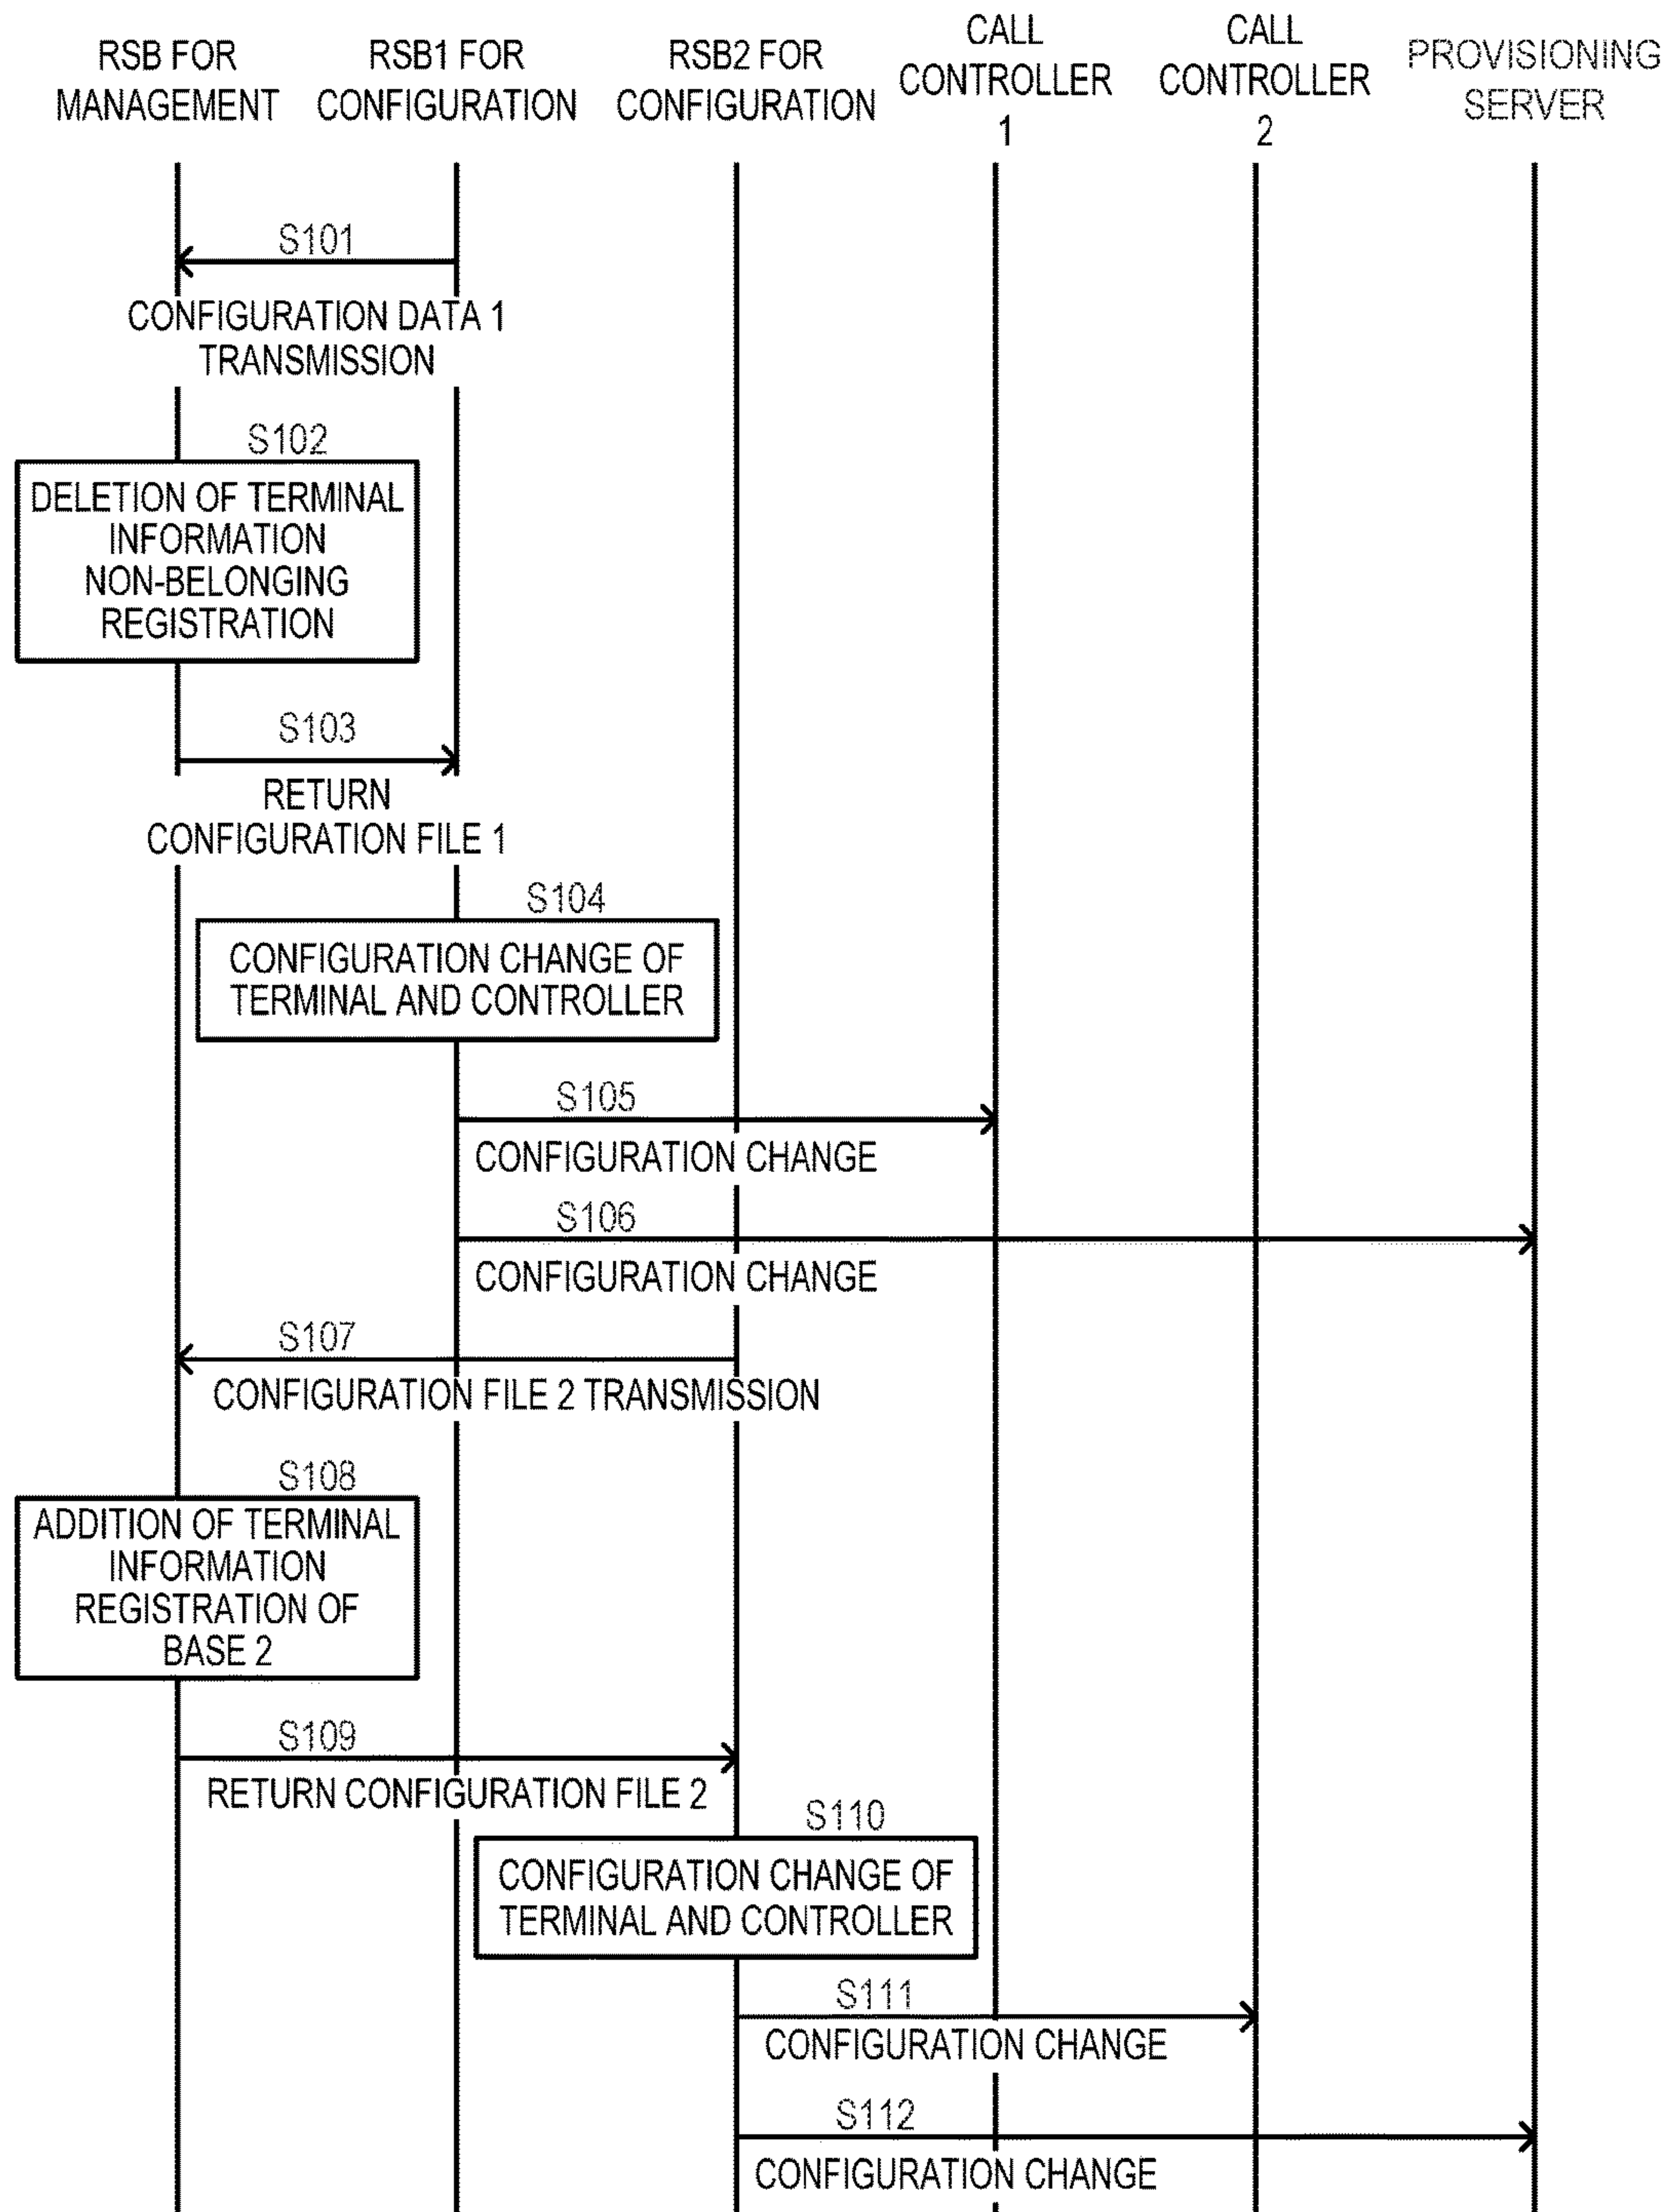 RSB FOR
MANAGEMENT
RSB1 FOR
CONFIGURATION
RSB2 FOR
CONFIGURATION
CALL
CONTROLLER
1
CALL
CONTROLLER
2
PROVISIONING
SERVER
S101
CONFIGURATION DATA 1
TRANSMISSION
S102
DELETION OF TERMINAL
INFORMATION
NON-BELONGING
REGISTRATION
S103
RETURN
CONFIGURATION FILE 1
S104
CONFIGURATION CHANGE OF
TERMINAL AND CONTROLLER
S105
CONFIGURATION CHANGE
S106
CONFIGURATION CHANGE
S107
CONFIGURATION FILE 2 TRANSMISSION
S108
ADDITION OF TERMINAL
INFORMATION
REGISTRATION OF
BASE 2
S109
RETURN CONFIGURATION FILE 2
S110
CONFIGURATION CHANGE OF
TERMINAL AND CONTROLLER
S111
CONFIGURATION CHANGE
S112
CONFIGURATION CHANGE